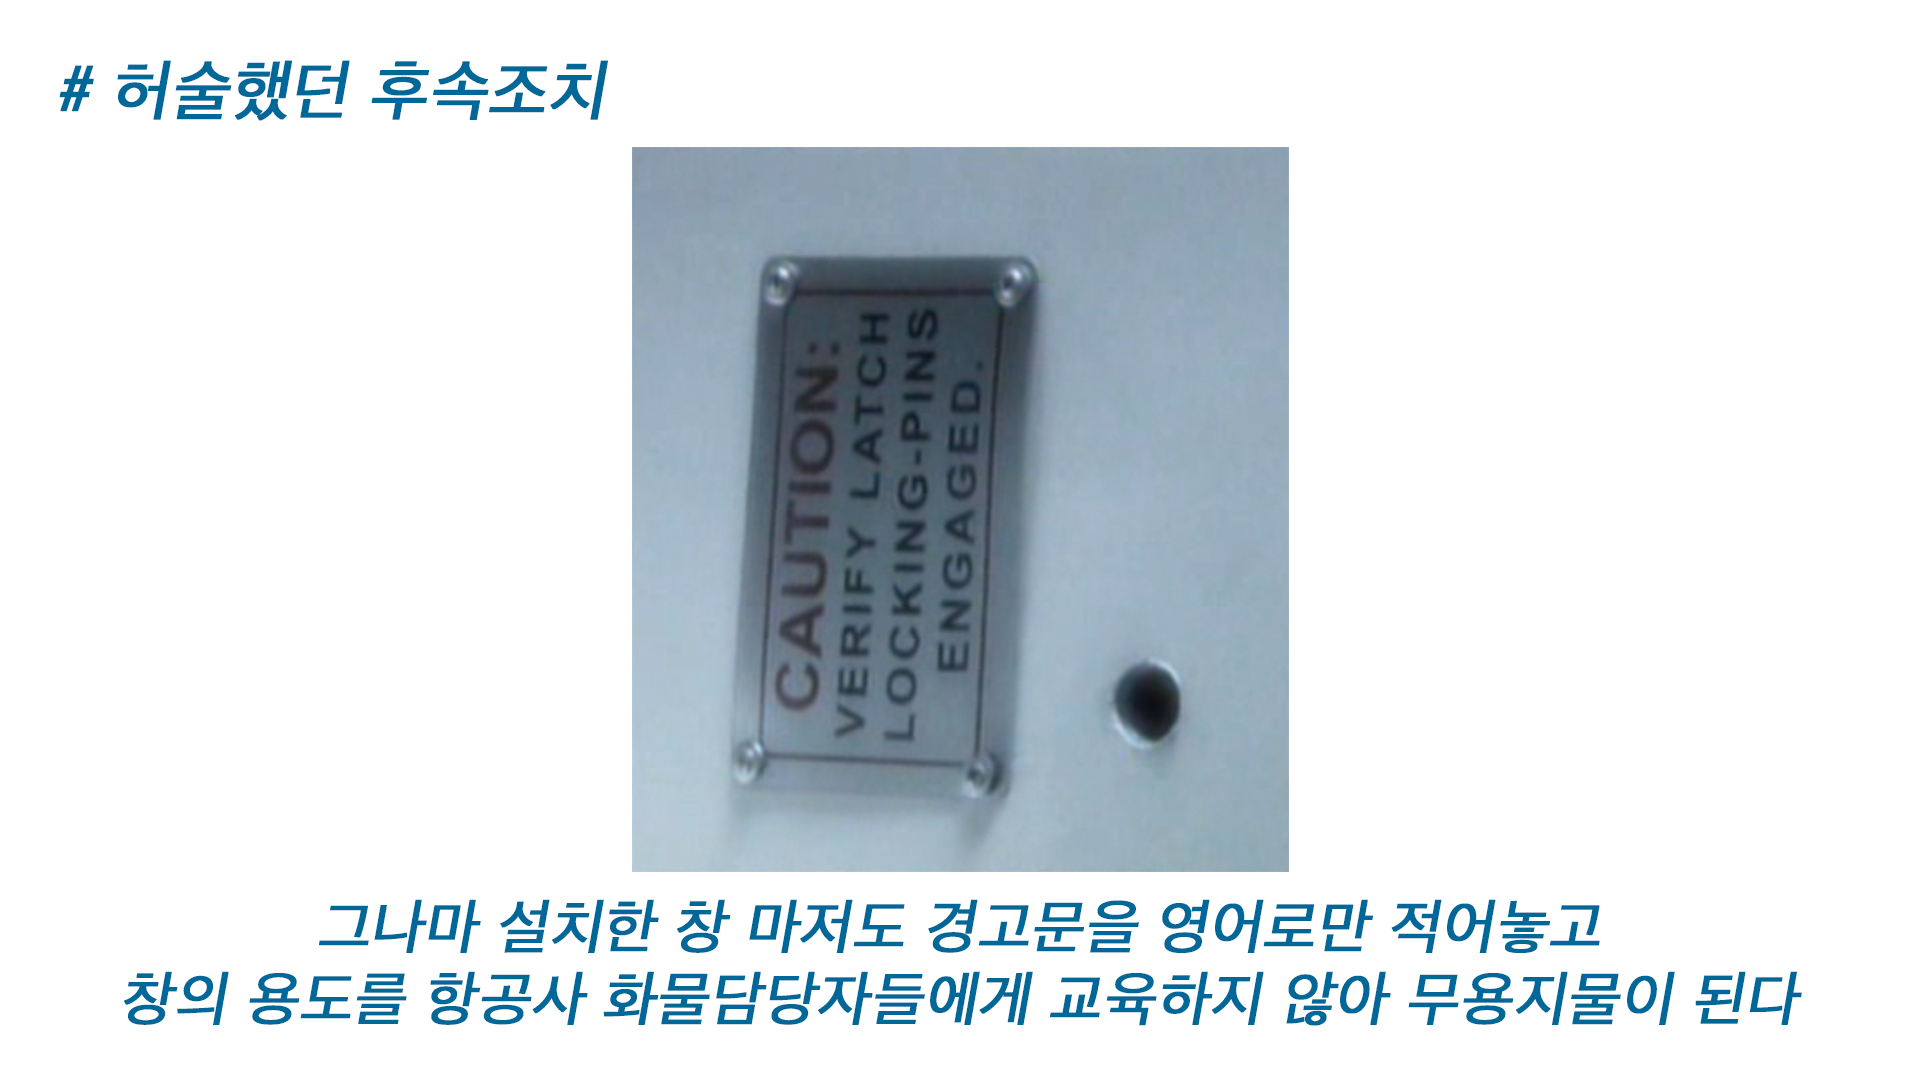 # 허술했던 후속조치
CAUTION:
VERIFY LATCH
LOCKING-PINS
ENGAGED.
그나마 설치한 창 마저도 경고문을 영어로만 적어놓고
창의 용도를 항공사 화물담당자들에게 교육하지 않아 무용지물이 된다